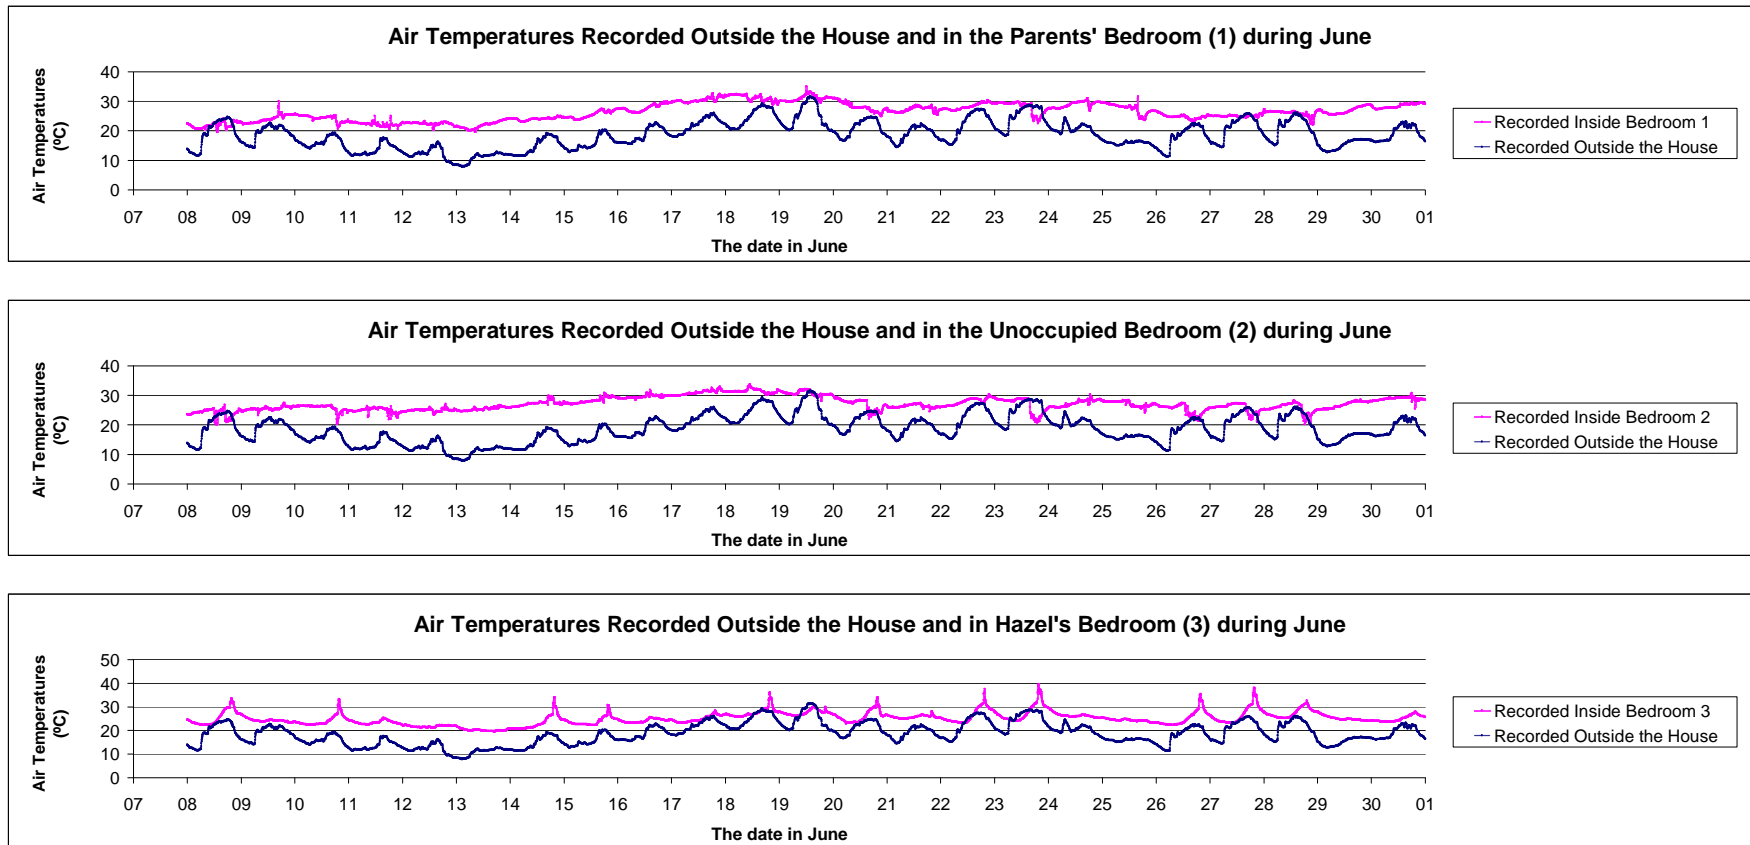 Air Temperatures Recorded Outside the House and in the Parents' Bedroom (1) during June
Air Temperatures
(ºC)
40
30
20
10
0
07 08 09 10 11 12 13 14 15 16 17 18 19 20 21 22 23 24 25 26 27 28 29 30 01
The date in June
Recorded Inside Bedroom 1
Recorded Outside the House
Air Temperatures Recorded Outside the House and in the Unoccupied Bedroom (2) during June
Air Temperatures
(ºC)
40
30
20
10
0
07 08 09 10 11 12 13 14 15 16 17 18 19 20 21 22 23 24 25 26 27 28 29 30 01
The date in June
Recorded Inside Bedroom 2
Recorded Outside the House
Air Temperatures Recorded Outside the House and in Hazel's Bedroom (3) during June
Air Temperatures
(ºC)
50
40
30
20
10
0
07 08 09 10 11 12 13 14 15 16 17 18 19 20 21 22 23 24 25 26 27 28 29 30 01
The date in June
Recorded Inside Bedroom 3
Recorded Outside the House